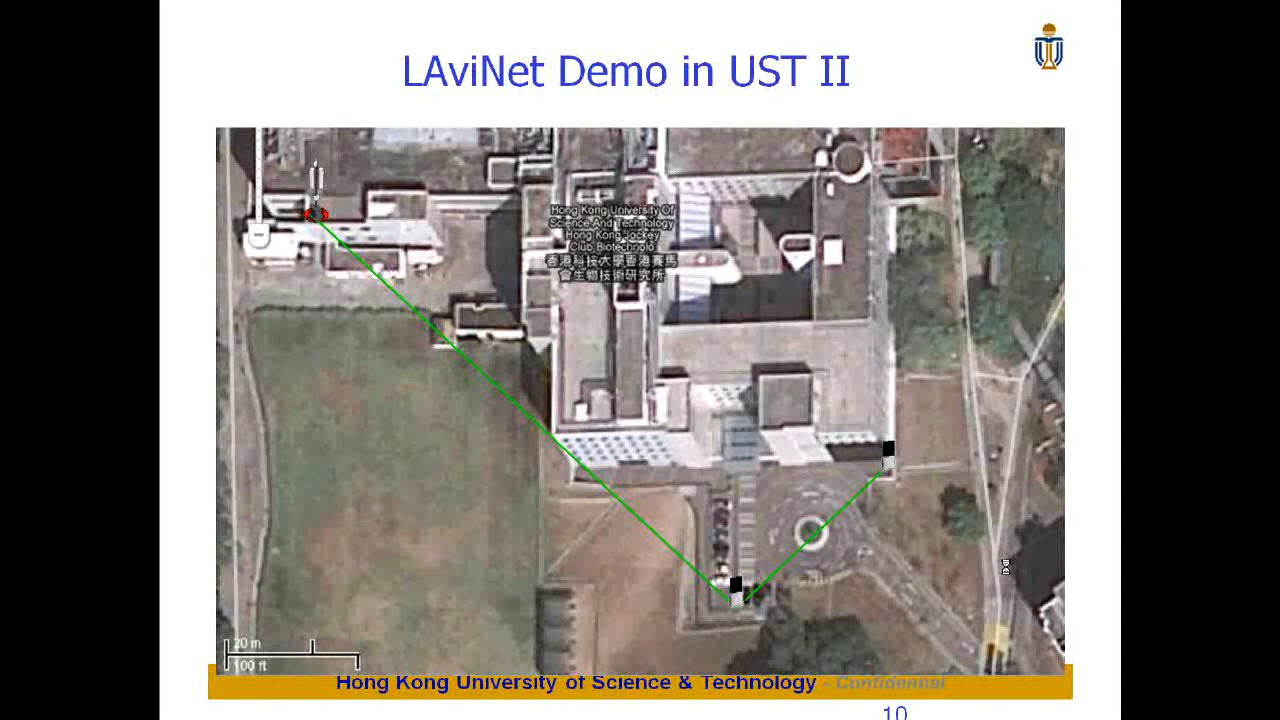 LAviNet Demo in UST II
Hong Kong University Of
Science And Technology
Hong Kong Jockey
Club Biotechnolo
香港科技大學香港賽馬
會生物技術研究所
20 m
100 ft
Hong Kong University of Science & Technology - Confidential
10